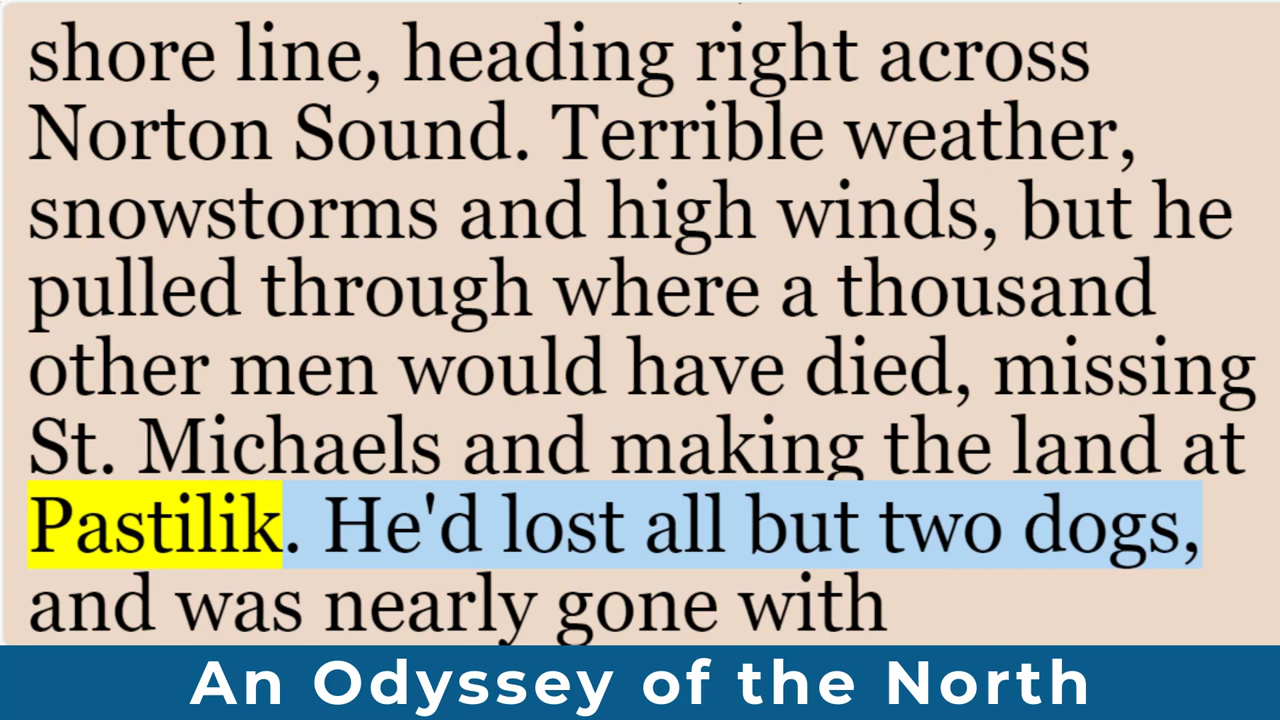 shore line, heading right across
Norton Sound. Terrible weather,
snowstorms and high winds, but he
pulled through where a thousand
other men would have died, missing
St. Michaels and making the land at
Pastilik. He'd lost all but two dogs,
and was nearly gone with
An Odyssey of the North